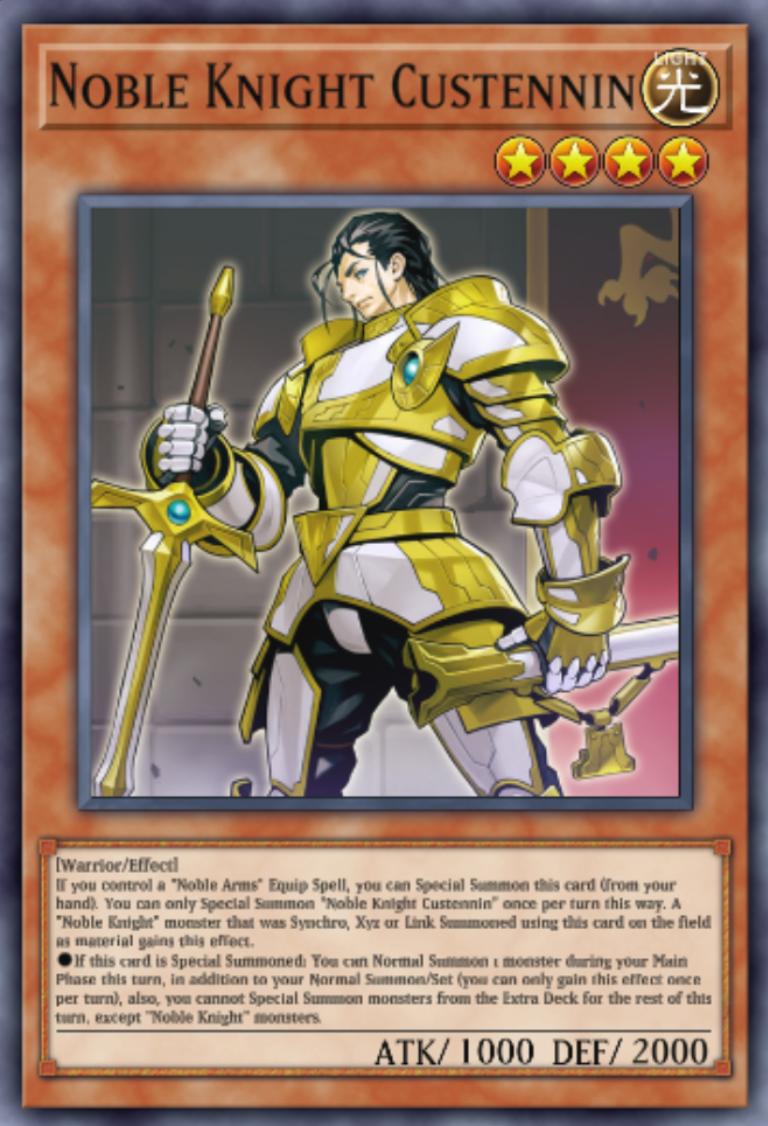 Noble Knight Custennin
LIGHT
光
[Warrior/Effect]
If you control a "Noble Arms" Equip Spell, you can Special Summon this card (from your
hand). You can only Special Summon "Noble Knight Custennin" once per turn this way. A
"Noble Knight" monster that was Synchro, Xyz or Link Summoned using this card on the field
as material gains this effect.
●If this card is Special Summoned: You can Normal Summon 1 monster during your Main
Phase this turn, in addition to your Normal Summon/Set (you can only gain this effect once
per turn), also, you cannot Special Summon monsters from the Extra Deck for the rest of this
turn, except "Noble Knight" monsters.
ATK/ 1000 DEF/ 2000